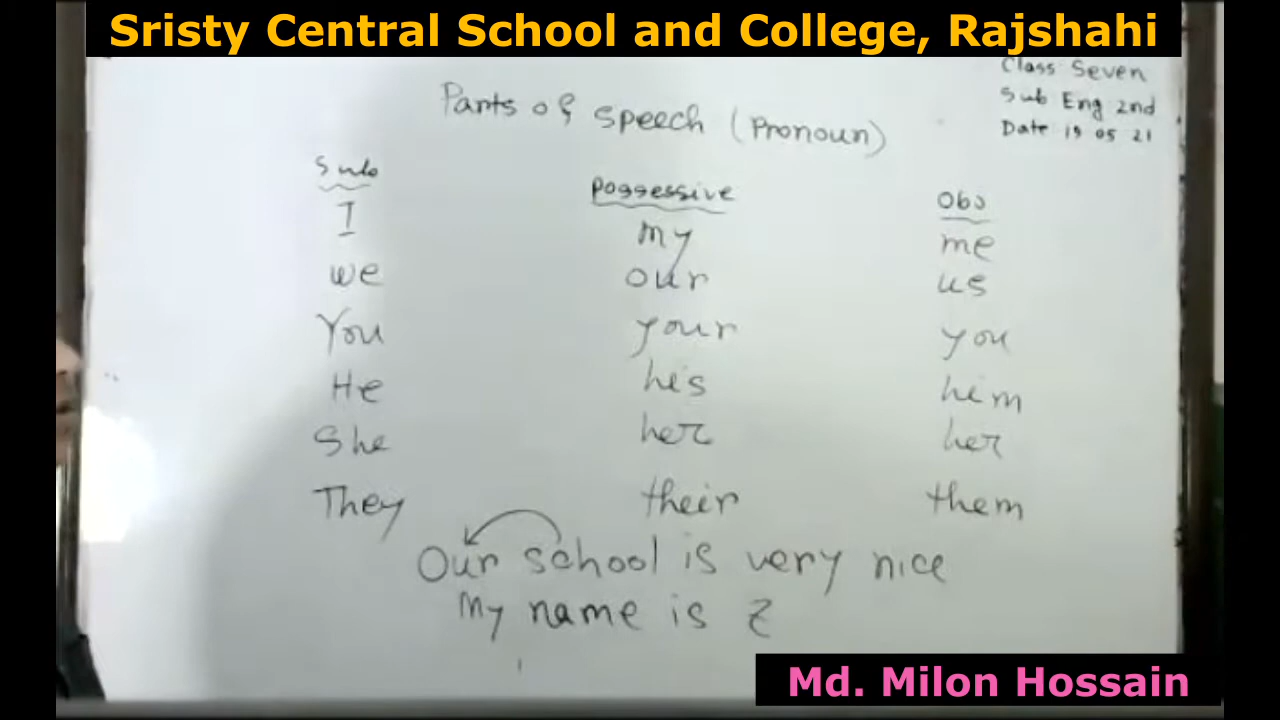 Sristy Central School and College, Rajshahi
Class Seven
Sub Eng 2nd
Date 19 05 21
Parts of speech (Pronoun)
Sub Poggessive Obj
I my me
we our us
You your you
He his him
She her her
They their them
Our school is very nice
My name is Z
Md. Milon Hossain